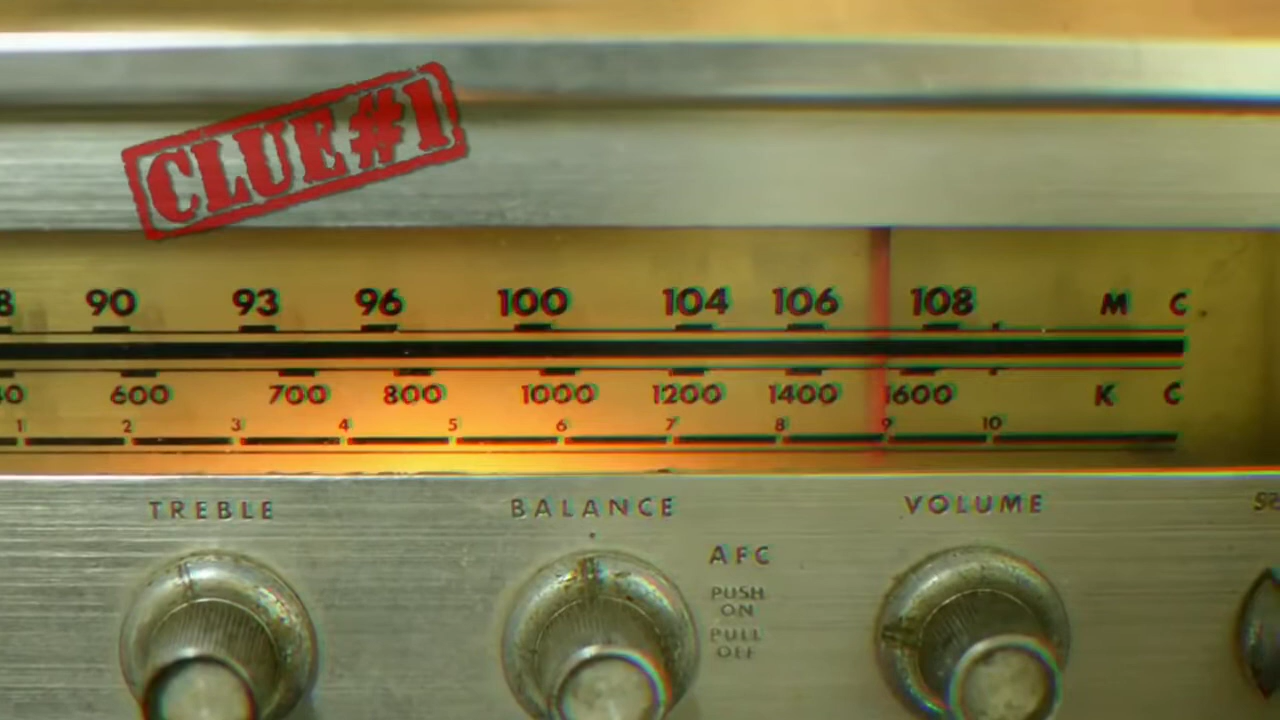 CLUE#1
90 93 96 100 104 106 108 M C
600 700 800 1000 1200 1400 1600 K C
1 2 3 4 5 6 7 8 9 10
TREBLE BALANCE VOLUME
AFC
PUSH
ON
PULL
OFF